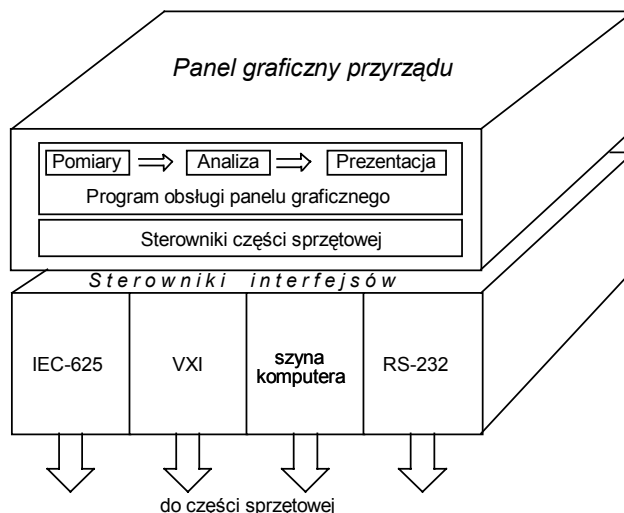 Panel graficzny przyrządu
Pomiary Analiza Prezentacja
Program obsługi panelu graficznego
Sterowniki części sprzętowej
Sterowniki interfejsów
IEC-625 VXI szyna komputera RS-232
do części sprzętowej